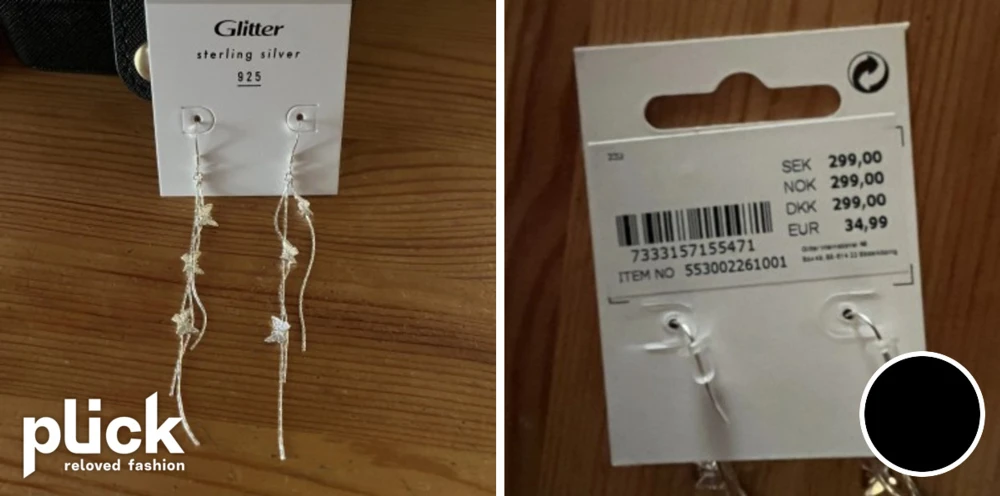 Glitter
sterling silver
925
plick
reloved fashion
SEK 299,00
NOK 299,00
DKK 299,00
EUR 34,99
7333157155471
ITEM NO 553002261001